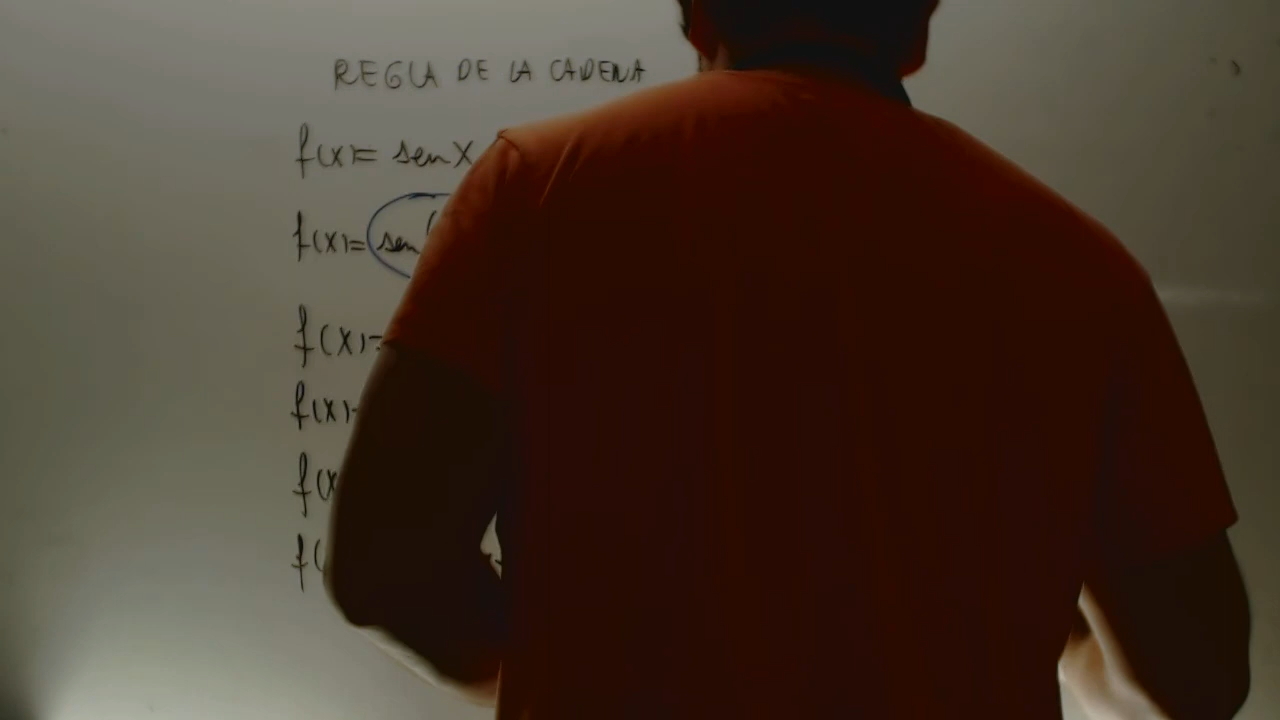 REGLA DE LA CADENA
f(x)= sen x
f(x)= sen(
f(x)=
f(x)
f(x
f(